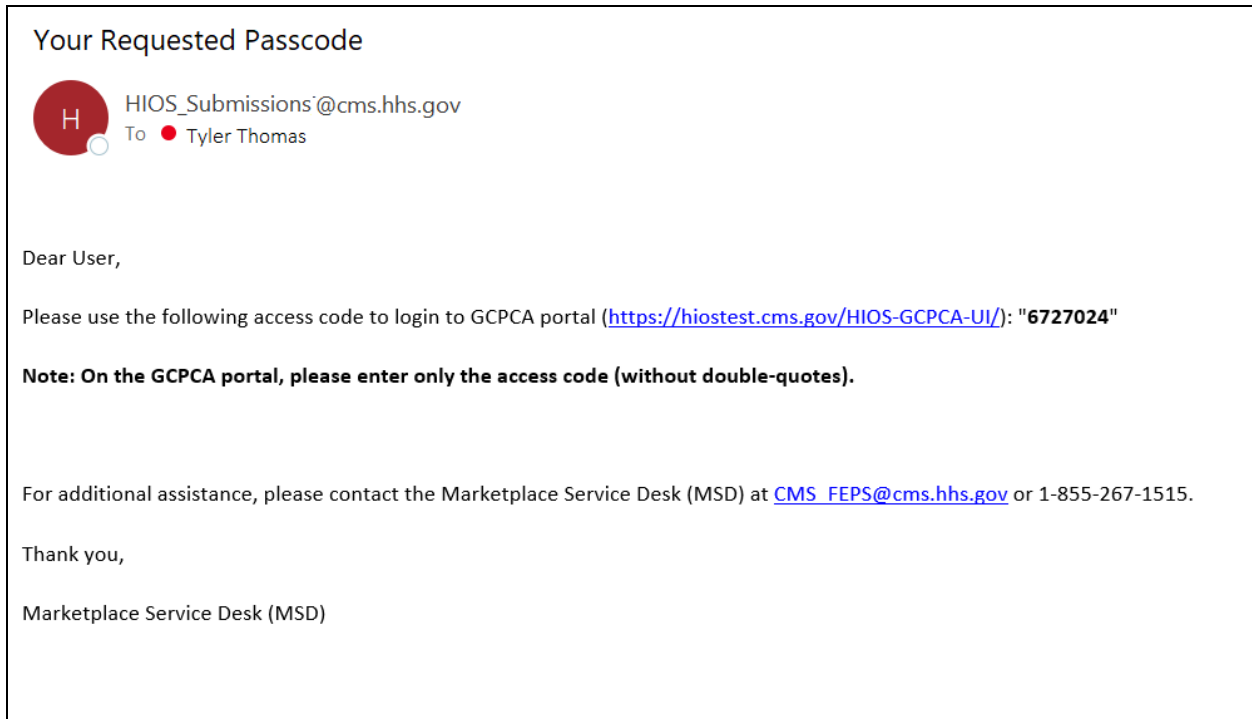 Your Requested Passcode
H
HIOS_Submissions @cms.hhs.gov
To Tyler Thomas
Dear User,
Please use the following access code to login to GCPCA portal (https://hiostest.cms.gov/HIOS-GCPCA-UI/): "6727024"
Note: On the GCPCA portal, please enter only the access code (without double-quotes).
For additional assistance, please contact the Marketplace Service Desk (MSD) at CMS_FEPS@cms.hhs.gov or 1-855-267-1515.
Thank you,
Marketplace Service Desk (MSD)